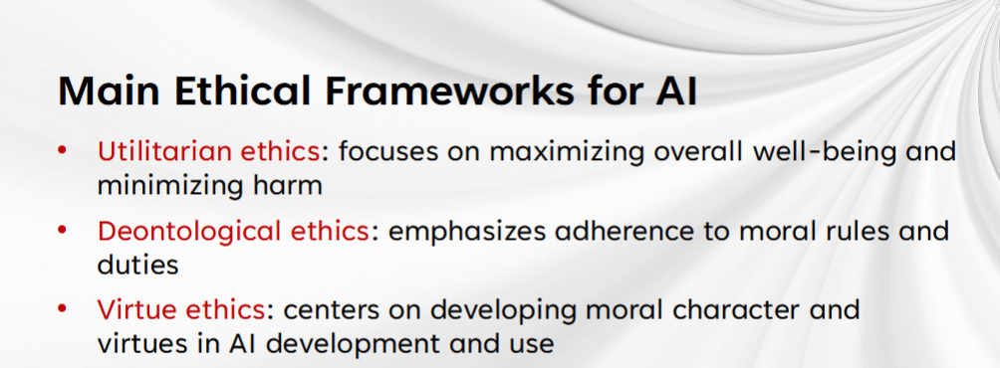 Main Ethical Frameworks for AI
• Utilitarian ethics: focuses on maximizing overall well-being and
minimizing harm
• Deontological ethics: emphasizes adherence to moral rules and
duties
• Virtue ethics: centers on developing moral character and
virtues in AI development and use